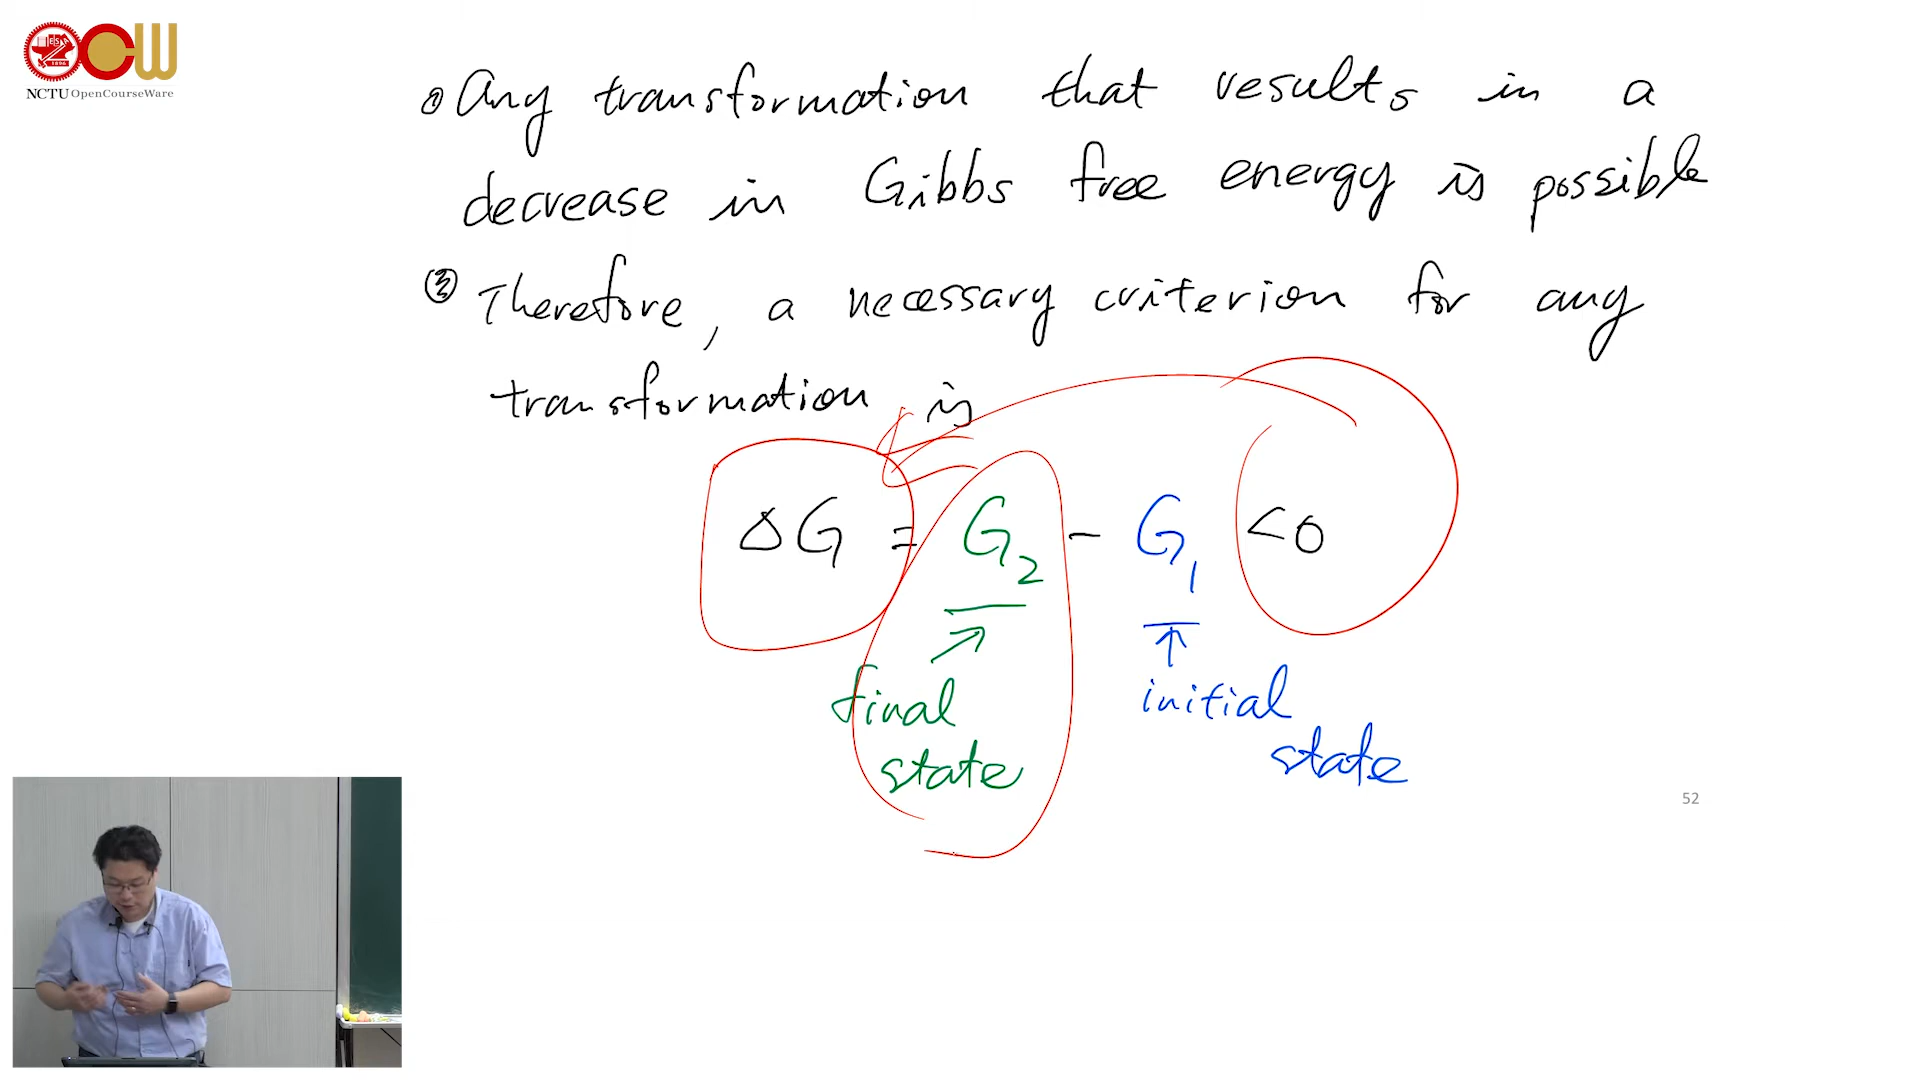 NCTU OpenCourseWare
① Any transformation that results in a
decrease in Gibbs free energy is possible
② Therefore, a necessary criterion for any
transformation is
ΔG = G₂ - G₁ <0
final state
initial state
52